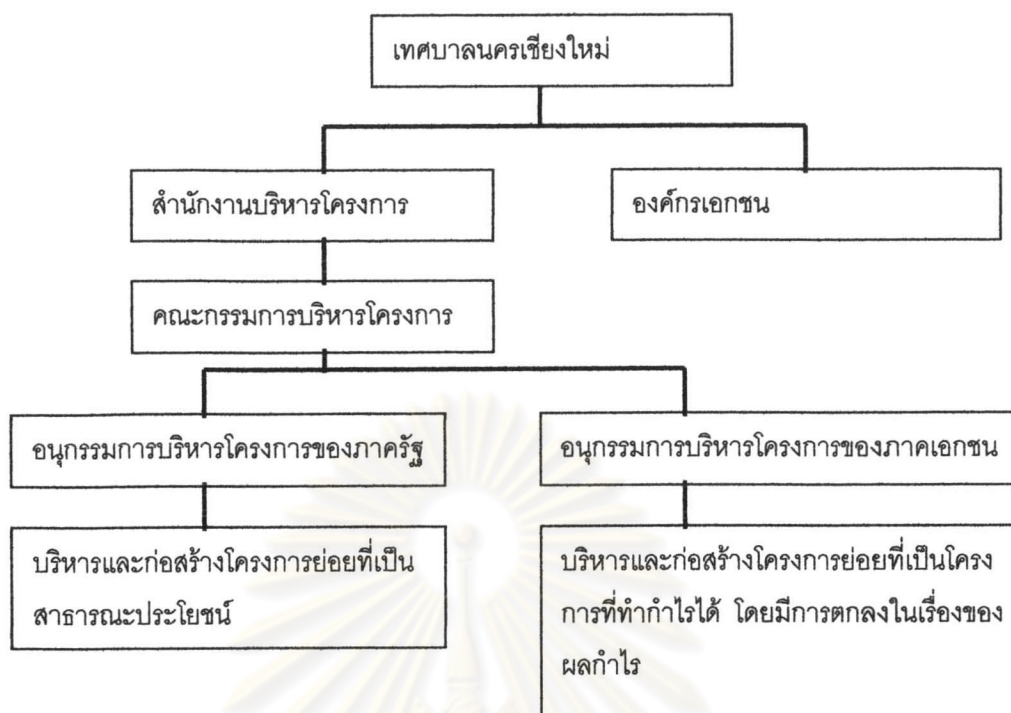 เทศบาลนครเชียงใหม่
สำนักงานบริหารโครงการ
องค์กรเอกชน
คณะกรรมการบริหารโครงการ
อนุกรรมการบริหารโครงการของภาครัฐ
อนุกรรมการบริหารโครงการของภาคเอกชน
บริหารและก่อสร้างโครงการย่อยที่เป็น
สาธารณะประโยชน์
บริหารและก่อสร้างโครงการย่อยที่เป็นโครง
การที่ทำกำไรได้ โดยมีการตกลงในเรื่องของ
ผลกำไร